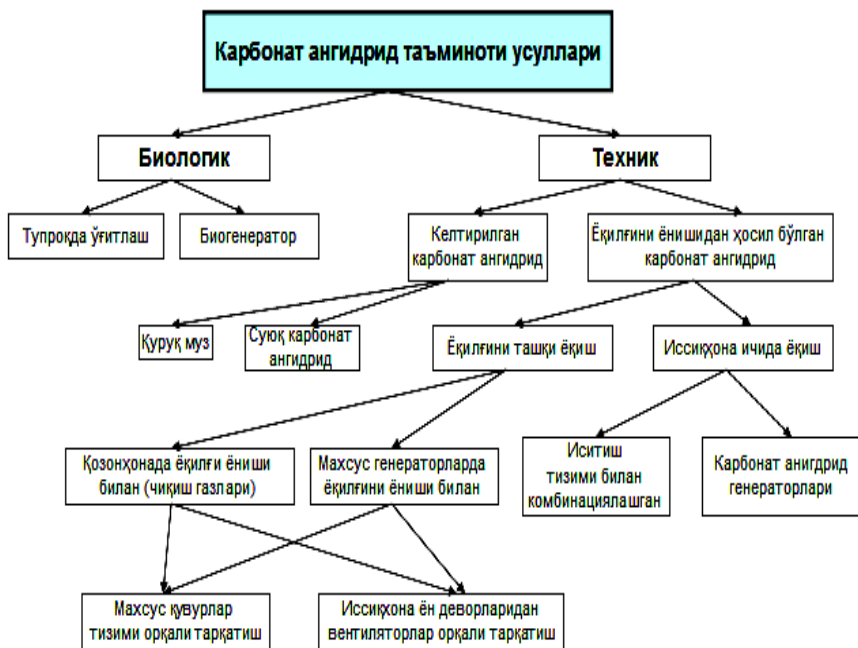 Карбонат ангидрид таъминоти усуллари
Биологик
Техник
Тупроқда ўғитлаш
Биогенератор
Келтирилган
карбонат ангидрид
Ёқилғини ёнишидан ҳосил бўлган
карбонат ангидрид
Қуруқ муз
Суюқ карбонат
ангидрид
Ёқилғини ташқи ёқиш
Иссиқхона ичида ёқиш
Қозонҳонада ёқилғи ёниши
билан (чиқиш газлари)
Махсус генераторларда
ёқилғини ёниши билан
Иситиш
тизими билан
комбинациялашган
Карбонат анигдрид
генераторлари
Махсус қувурлар
тизими орқали тарқатиш
Иссиқхона ён деворларидан
вентиляторлар орқали тарқатиш